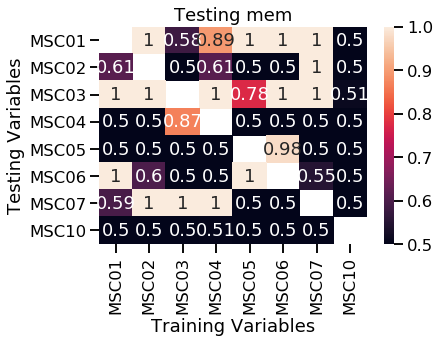 Testing mem
Testing Variables
MSC01 1 0.58 0.89 1 1 1 0.5
MSC02 0.61 0.5 0.61 0.5 0.5 1 0.5
MSC03 1 1 1 0.78 1 1 0.51
MSC04 0.5 0.5 0.87 0.5 0.5 0.5 0.5
MSC05 0.5 0.5 0.5 0.5 0.98 0.5 0.5
MSC06 1 0.6 0.5 0.5 1 0.55 0.5
MSC07 0.59 1 1 1 0.5 0.5 0.5
MSC10 0.5 0.5 0.5 0.51 0.5 0.5 0.5
MSC01 MSC02 MSC03 MSC04 MSC05 MSC06 MSC07 MSC10
Training Variables
1.0
0.9
0.8
0.7
0.6
0.5